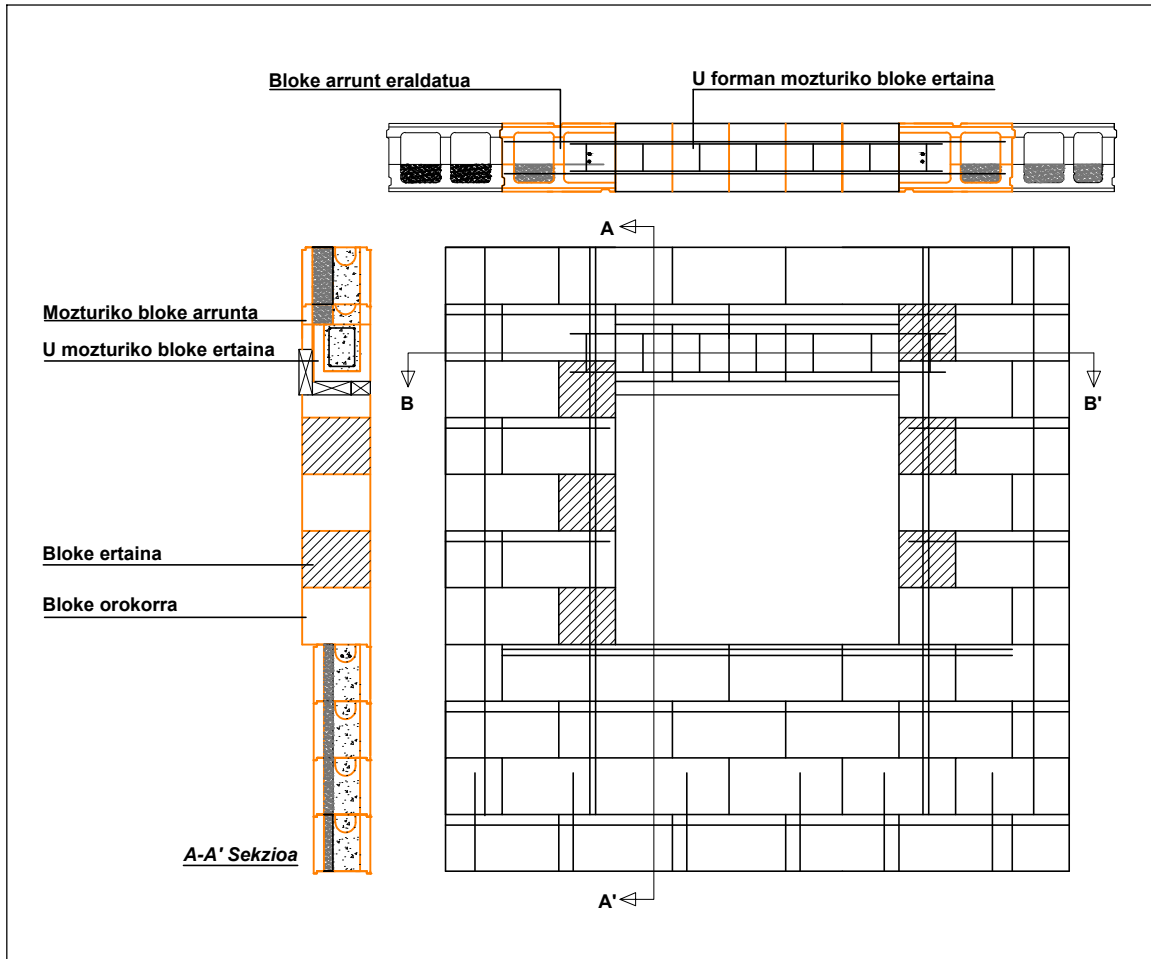 Bloke arrunt eraldatua
U forman mozturiko bloke ertaina
A
Mozturiko bloke arrunta
U mozturiko bloke ertaina
B
B'
Bloke ertaina
Bloke orokorra
A-A' Sekzioa
A'